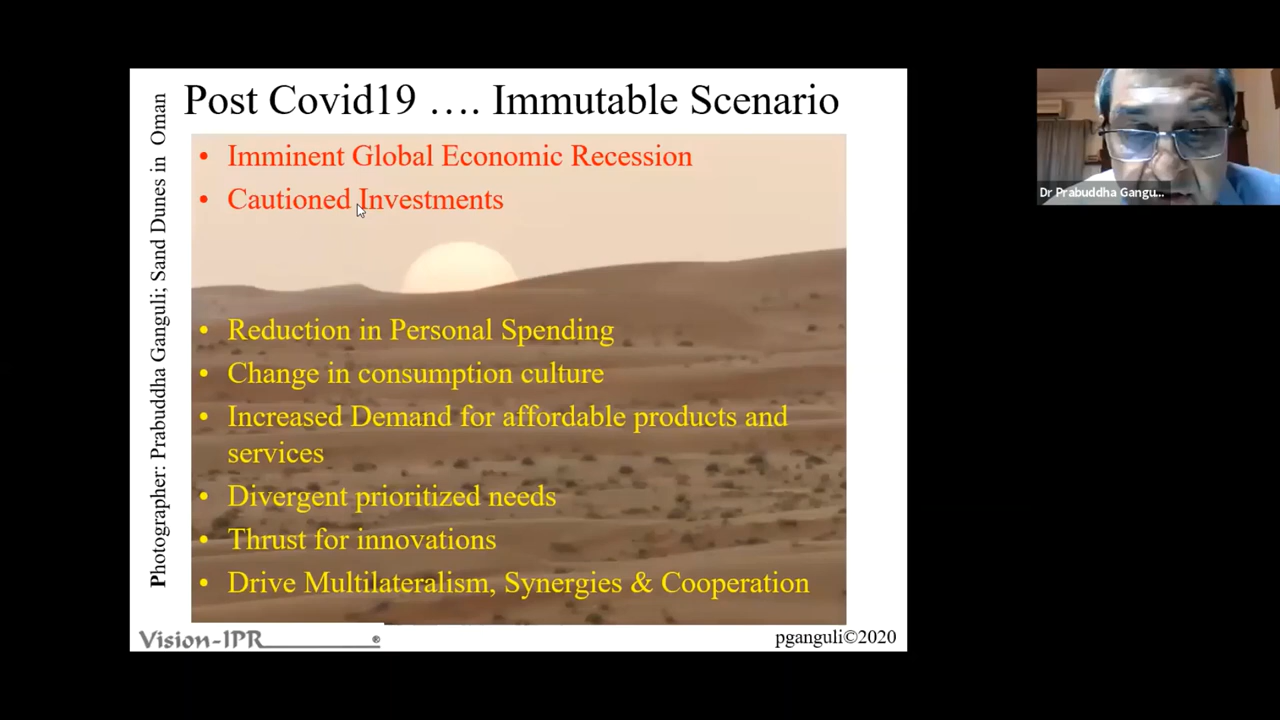 Post Covid19 …. Immutable Scenario
• Imminent Global Economic Recession
• Cautioned Investments
• Reduction in Personal Spending
• Change in consumption culture
• Increased Demand for affordable products and
services
• Divergent prioritized needs
• Thrust for innovations
• Drive Multilateralism, Synergies & Cooperation
Photographer: Prabuddha Ganguli; Sand Dunes in Oman
Vision-IPR ®
pganguli©2020
Dr Prabuddha Gangu...